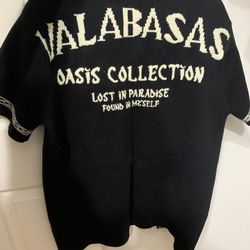 VALABASAS
OASIS COLLECTION
LOST IN PARADISE
FOUND IN MYSELF